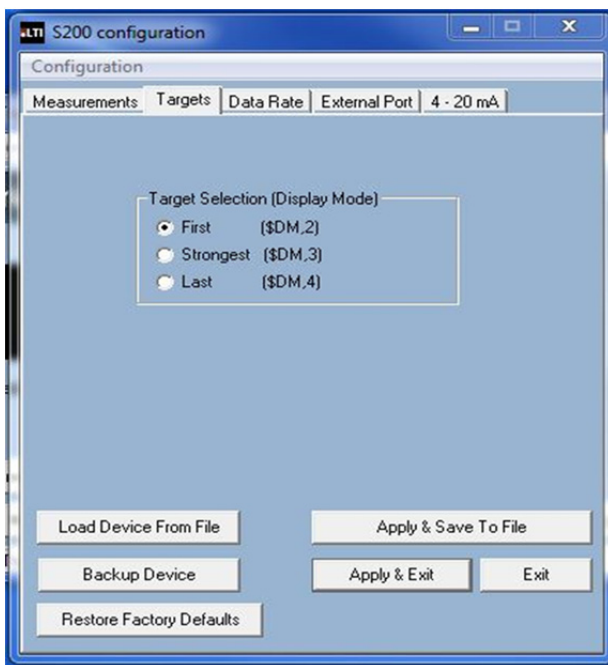 LTI S200 configuration
Configuration
Measurements Targets Data Rate External Port 4 - 20 mA
Target Selection (Display Mode)
First ($DM,2)
Strongest ($DM,3)
Last ($DM,4)
Load Device From File Apply & Save To File
Backup Device Apply & Exit Exit
Restore Factory Defaults